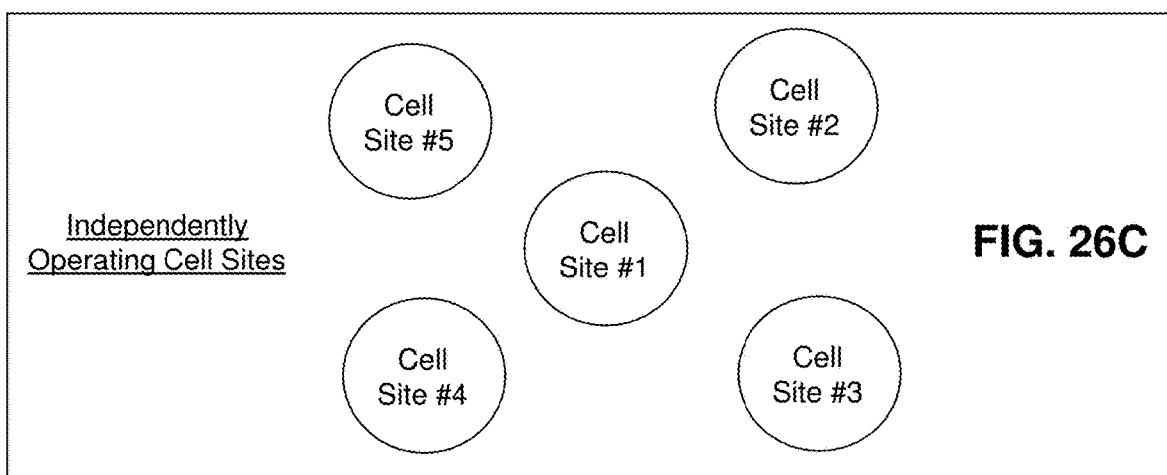 Cell
Site #5
Cell
Site #2
Independently
Operating Cell Sites
Cell
Site #1
FIG. 26C
Cell
Site #4
Cell
Site #3